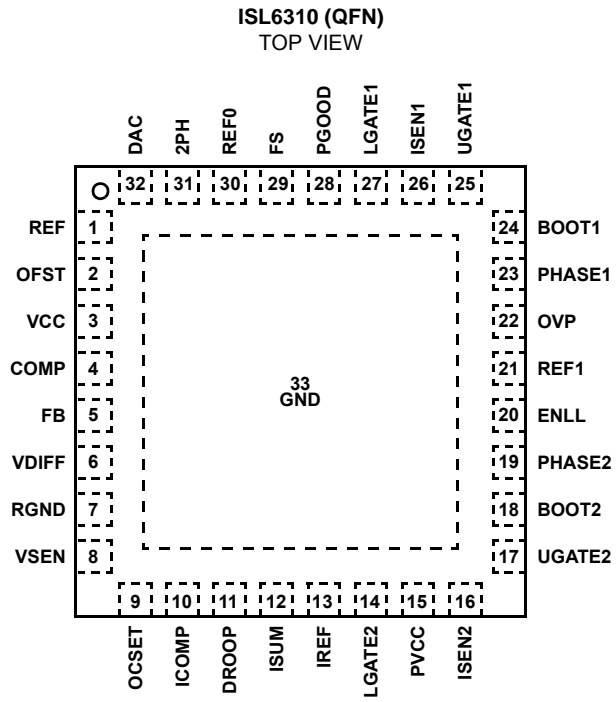 ISL6310 (QFN)
TOP VIEW
DAC
2PH
REF0
FS
PGOOD
LGATE1
ISEN1
UGATE1
32 31 30 29 28 27 26 25
REF 1
OFST 2
VCC 3
COMP 4
FB 5
VDIFF 6
RGND 7
VSEN 8
24 BOOT1
23 PHASE1
22 OVP
21 REF1
20 ENLL
19 PHASE2
18 BOOT2
17 UGATE2
33
GND
9 10 11 12 13 14 15 16
OCSET
ICOMP
DROOP
ISUM
IREF
LGATE2
PVCC
ISEN2